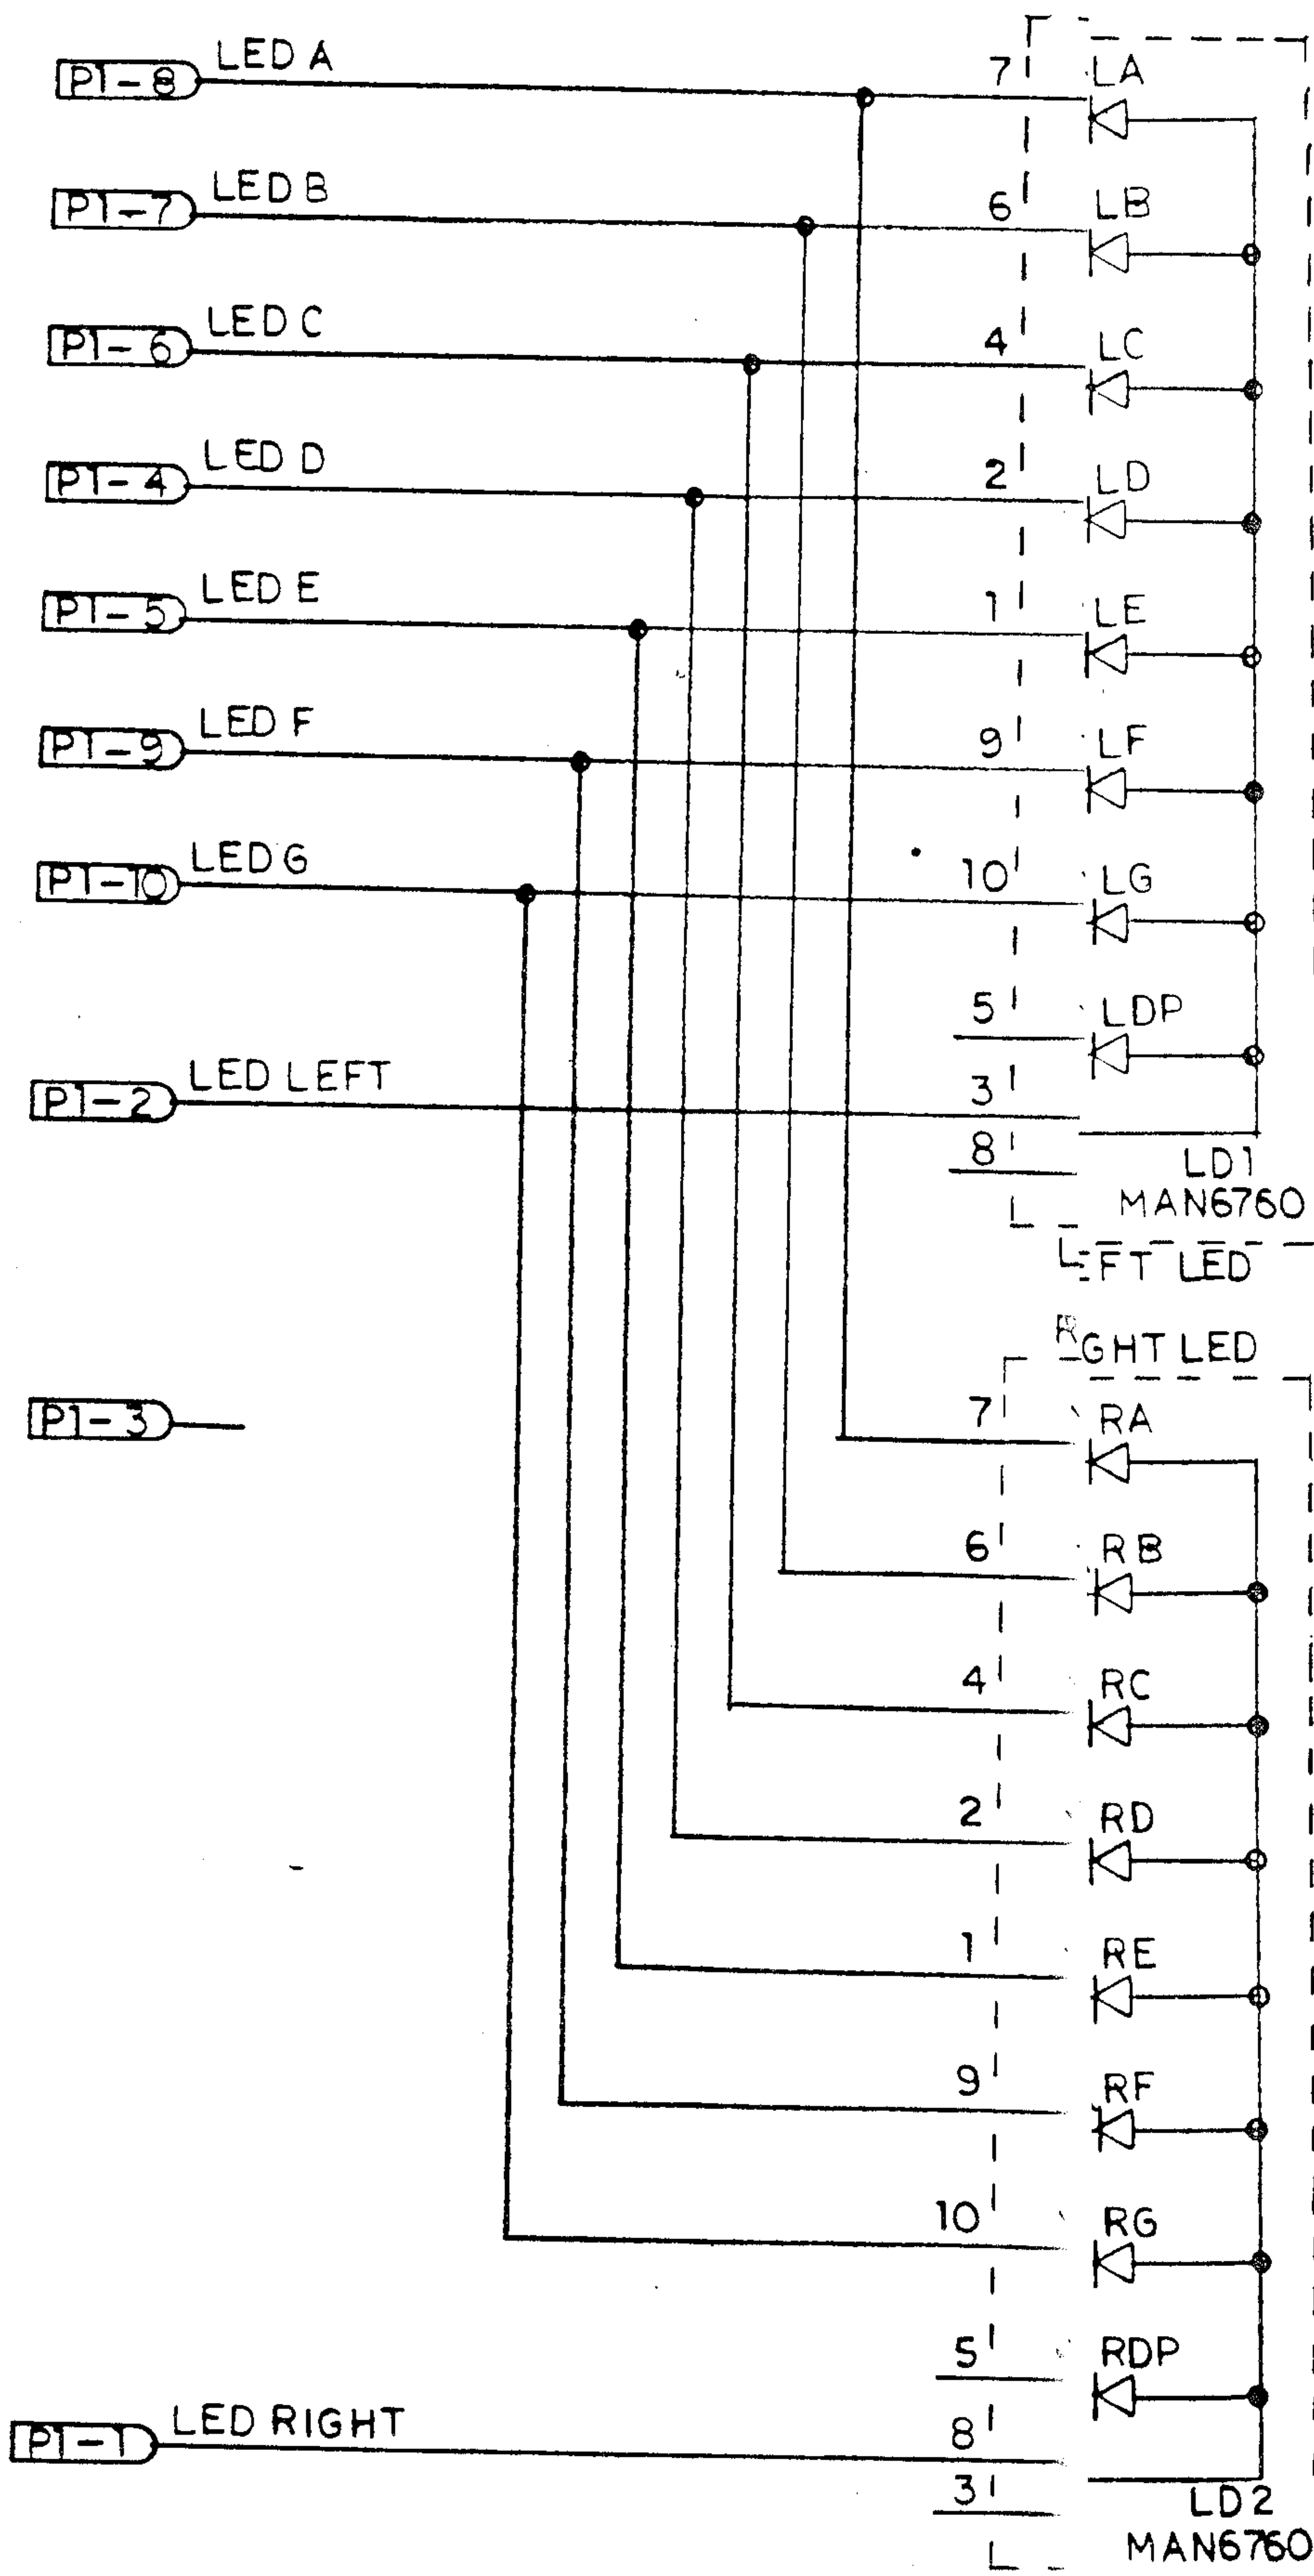 P1-8 LED A 7 LA
P1-7 LED B 6 LB
P1-6 LED C 4 LC
P1-4 LED D 2 LD
P1-5 LED E 1 LE
P1-9 LED F 9 LF
P1-10 LED G 10 LG
5 LDP
P1-2 LED LEFT 3
8
LD1
MAN6760
LEFT LED
RGHT LED
P1-3
7 RA
6 RB
4 RC
2 RD
1 RE
9 RF
10 RG
5 RDP
P1-1 LED RIGHT 8
3
LD2
MAN6760